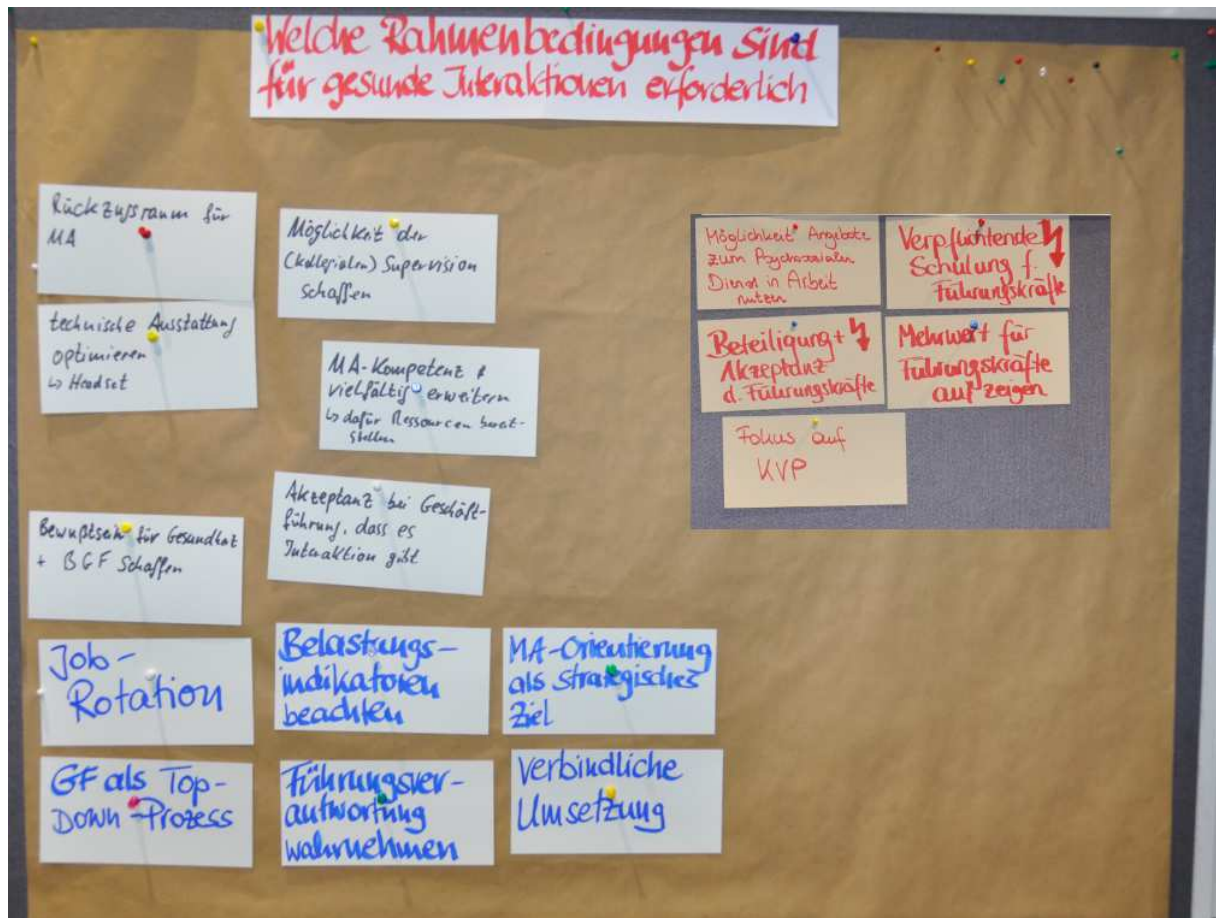 Welche Rahmenbedingungen sind
für gesunde Interaktionen erforderlich
Rückzugsraum für
MA
technische Ausstattung
optimieren
↳ Headset
Bewußtsein für Gesundheit
+ BGF schaffen
Möglichkeit der
(kollegialen) Supervision
schaffen
MA-Kompetenz
vielfältig erweitern
↳ dafür Ressourcen bereit-
stellen
Akzeptanz bei Geschäft-
führung, dass es
Interaktion gibt
Job-
Rotation
Belastungs-
indikatoren
beachten
MA-Orientierung
als strategisches
Ziel
GF als Top-
Down-Prozess
Führungsver-
antwortung
wahrnehmen
Verbindliche
Umsetzung
Möglichkeit Angebote
zum Psychosozialen
Dienst in Arbeit
nutzen
Verpflichtende
Schulung f.
Führungskräfte
Beteiligung +
Akzeptanz
d. Führungskräfte
Mehrwert für
Führungskräfte
aufzeigen
Fokus auf
KVP